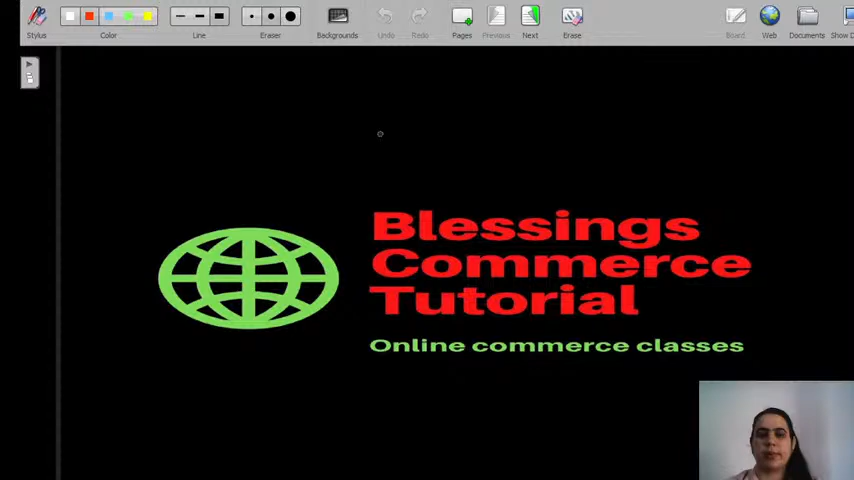 Stylus Color Line Eraser Backgrounds Undo Redo Pages Previous Next Erase Board Web Documents Show D
Blessings
Commerce
Tutorial
Online commerce classes